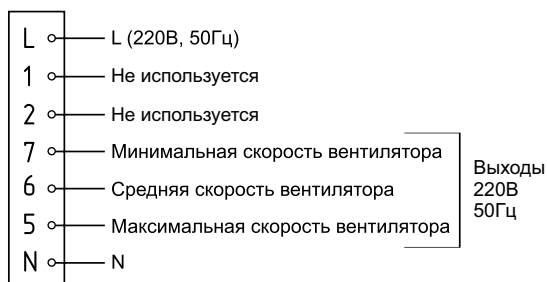 L L (220В, 50Гц)
1 Не используется
2 Не используется
7 Минимальная скорость вентилятора
6 Средняя скорость вентилятора
5 Максимальная скорость вентилятора
N N
Выходы
220В
50Гц